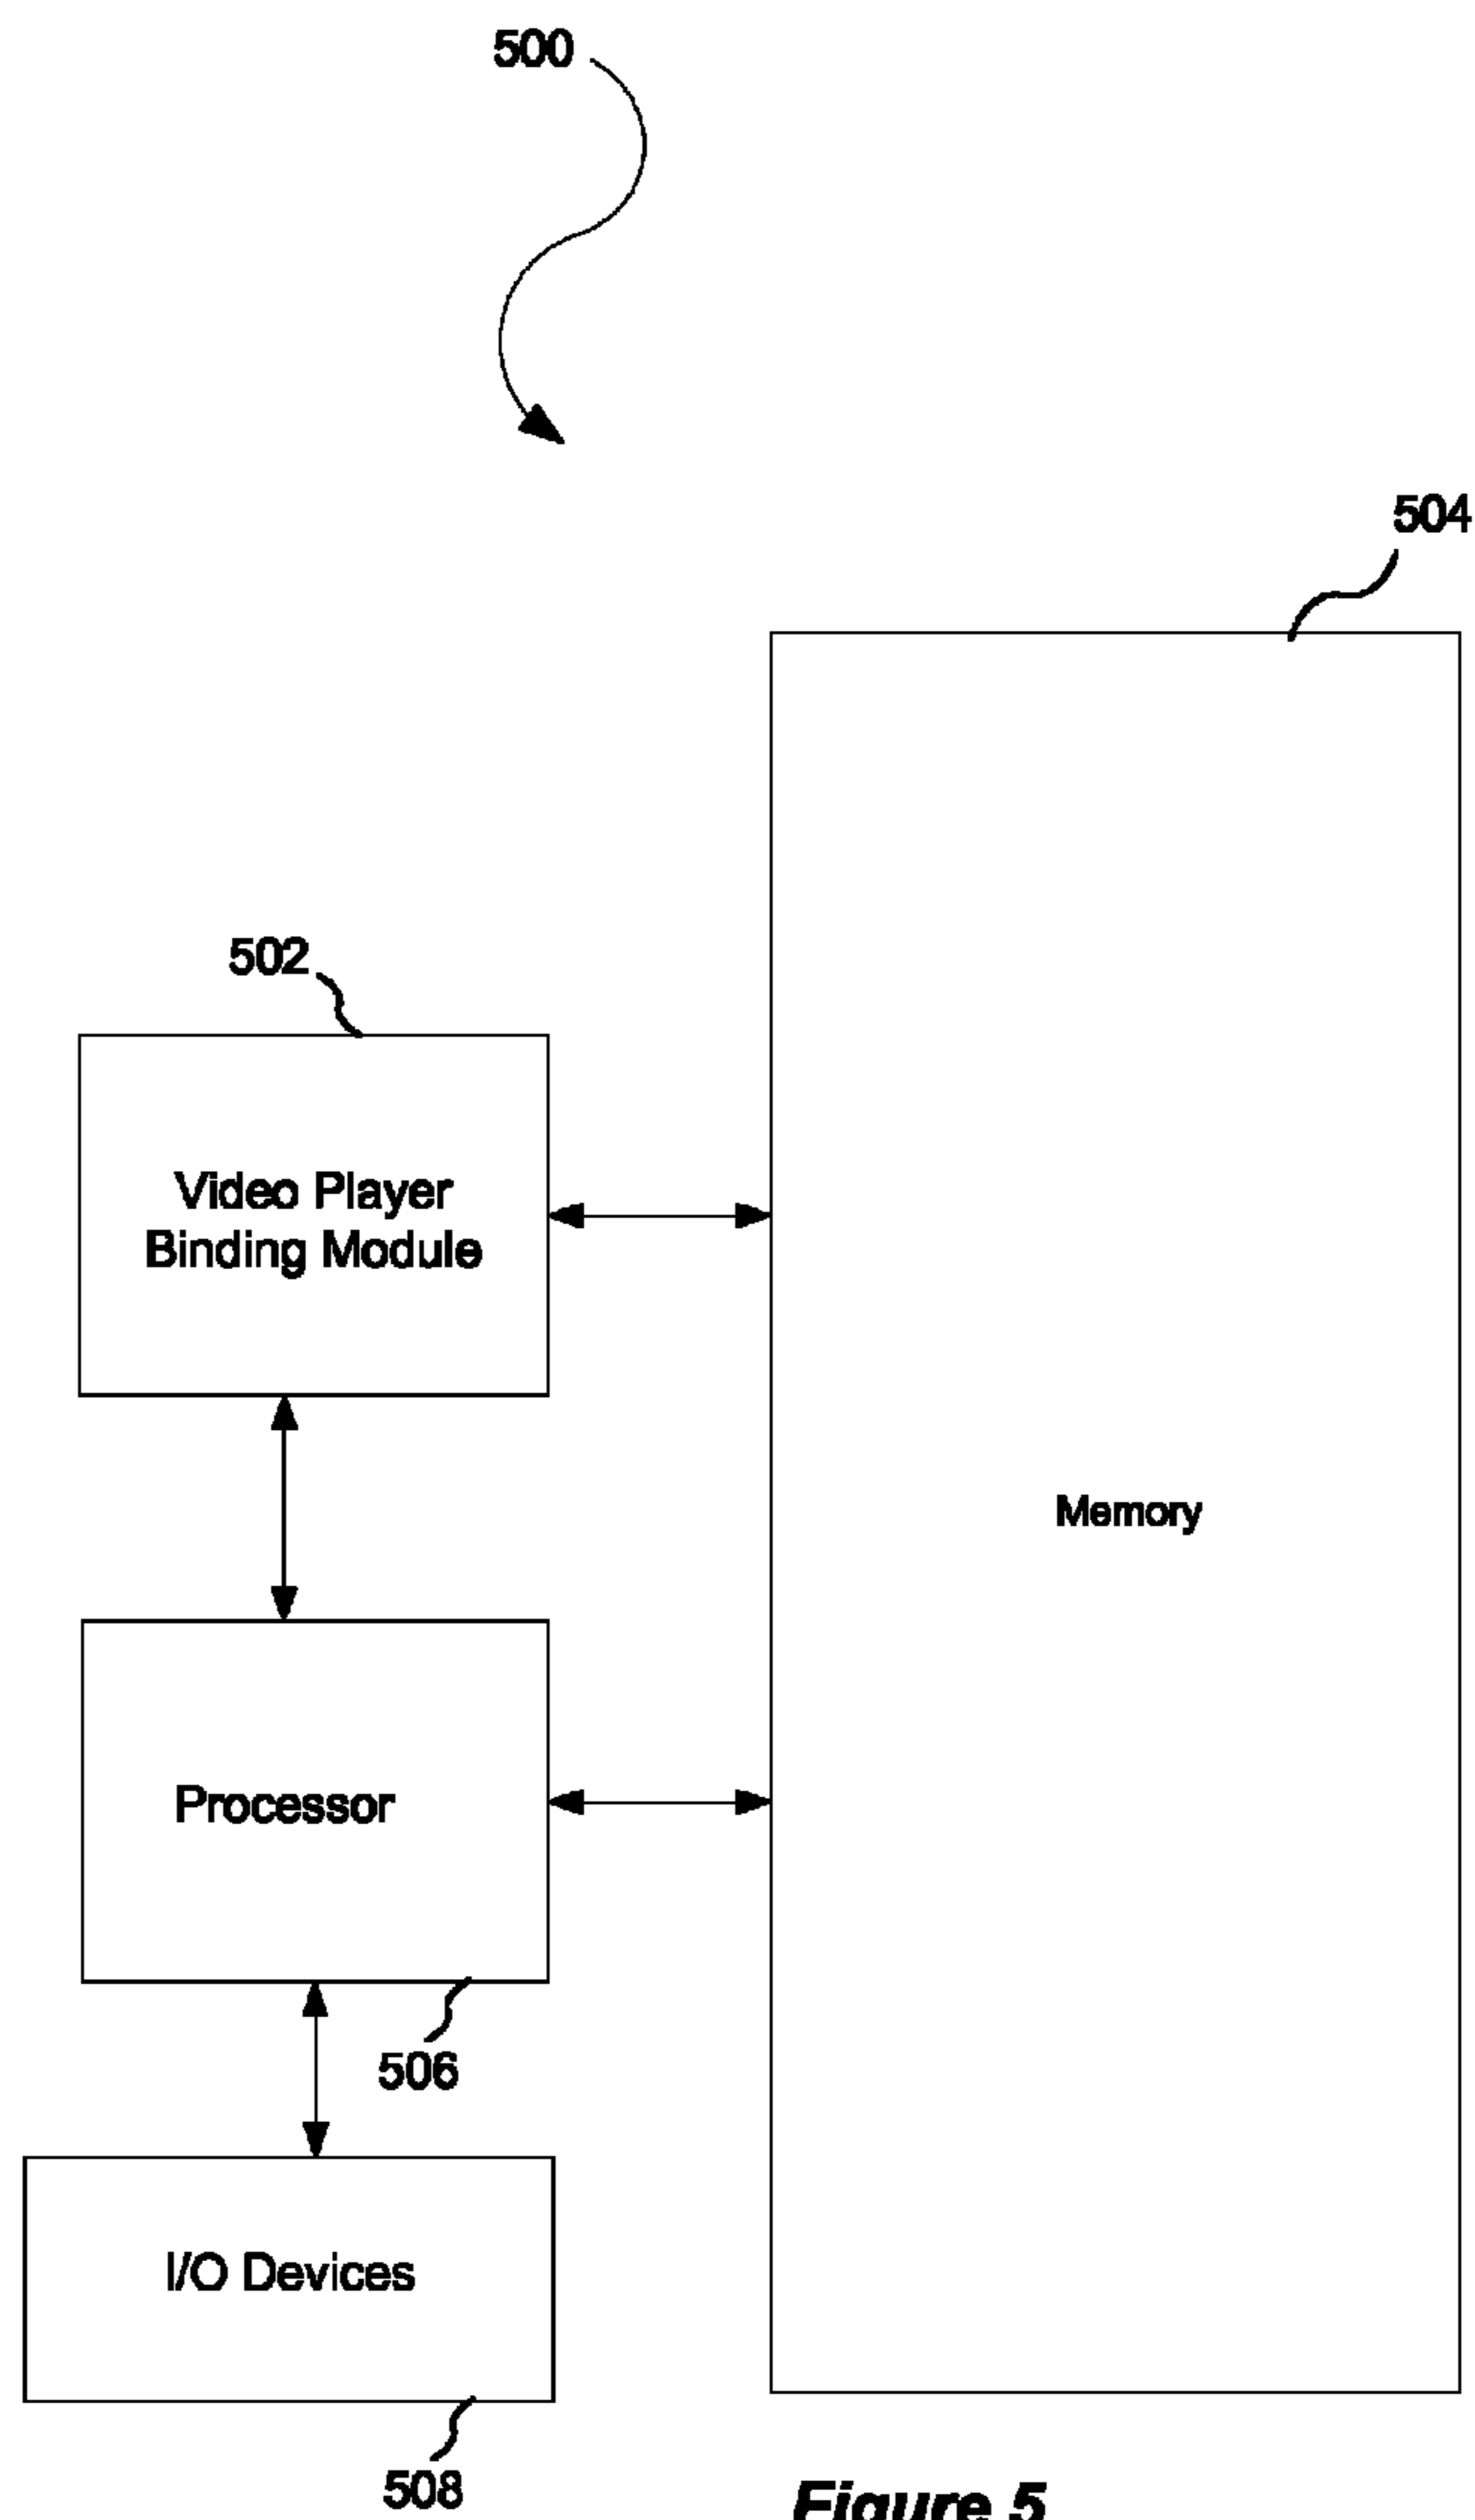 500
504
502
Video Player
Binding Module
Memory
Processor
506
I/O Devices
508
Figure 5